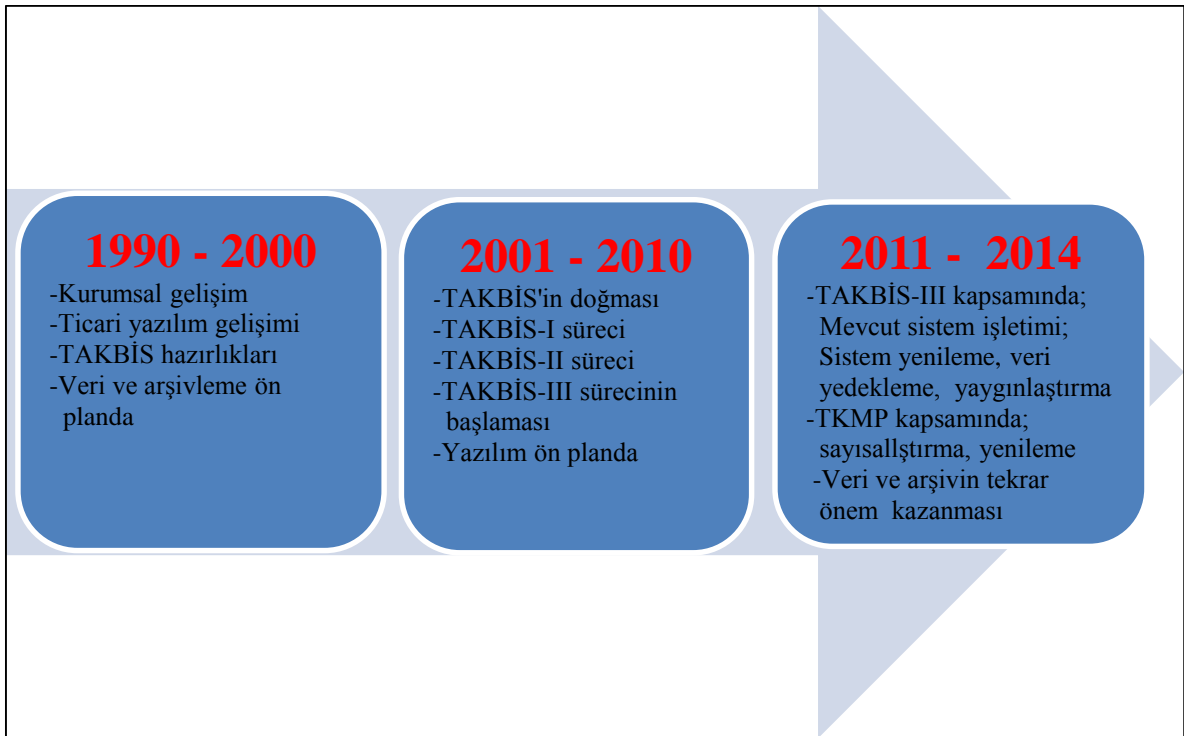 1990 - 2000
-Kurumsal gelişim
-Ticari yazılım gelişimi
-TAKBİS hazırlıkları
-Veri ve arşivleme ön
planda
2001 - 2010
-TAKBİS'in doğması
-TAKBİS-I süreci
-TAKBİS-II süreci
-TAKBİS-III sürecinin
başlaması
-Yazılım ön planda
2011 - 2014
-TAKBİS-III kapsamında;
Mevcut sistem işletimi;
Sistem yenileme, veri
yedekleme, yaygınlaştırma
-TKMP kapsamında;
sayısallştırma, yenileme
-Veri ve arşivin tekrar
önem kazanması